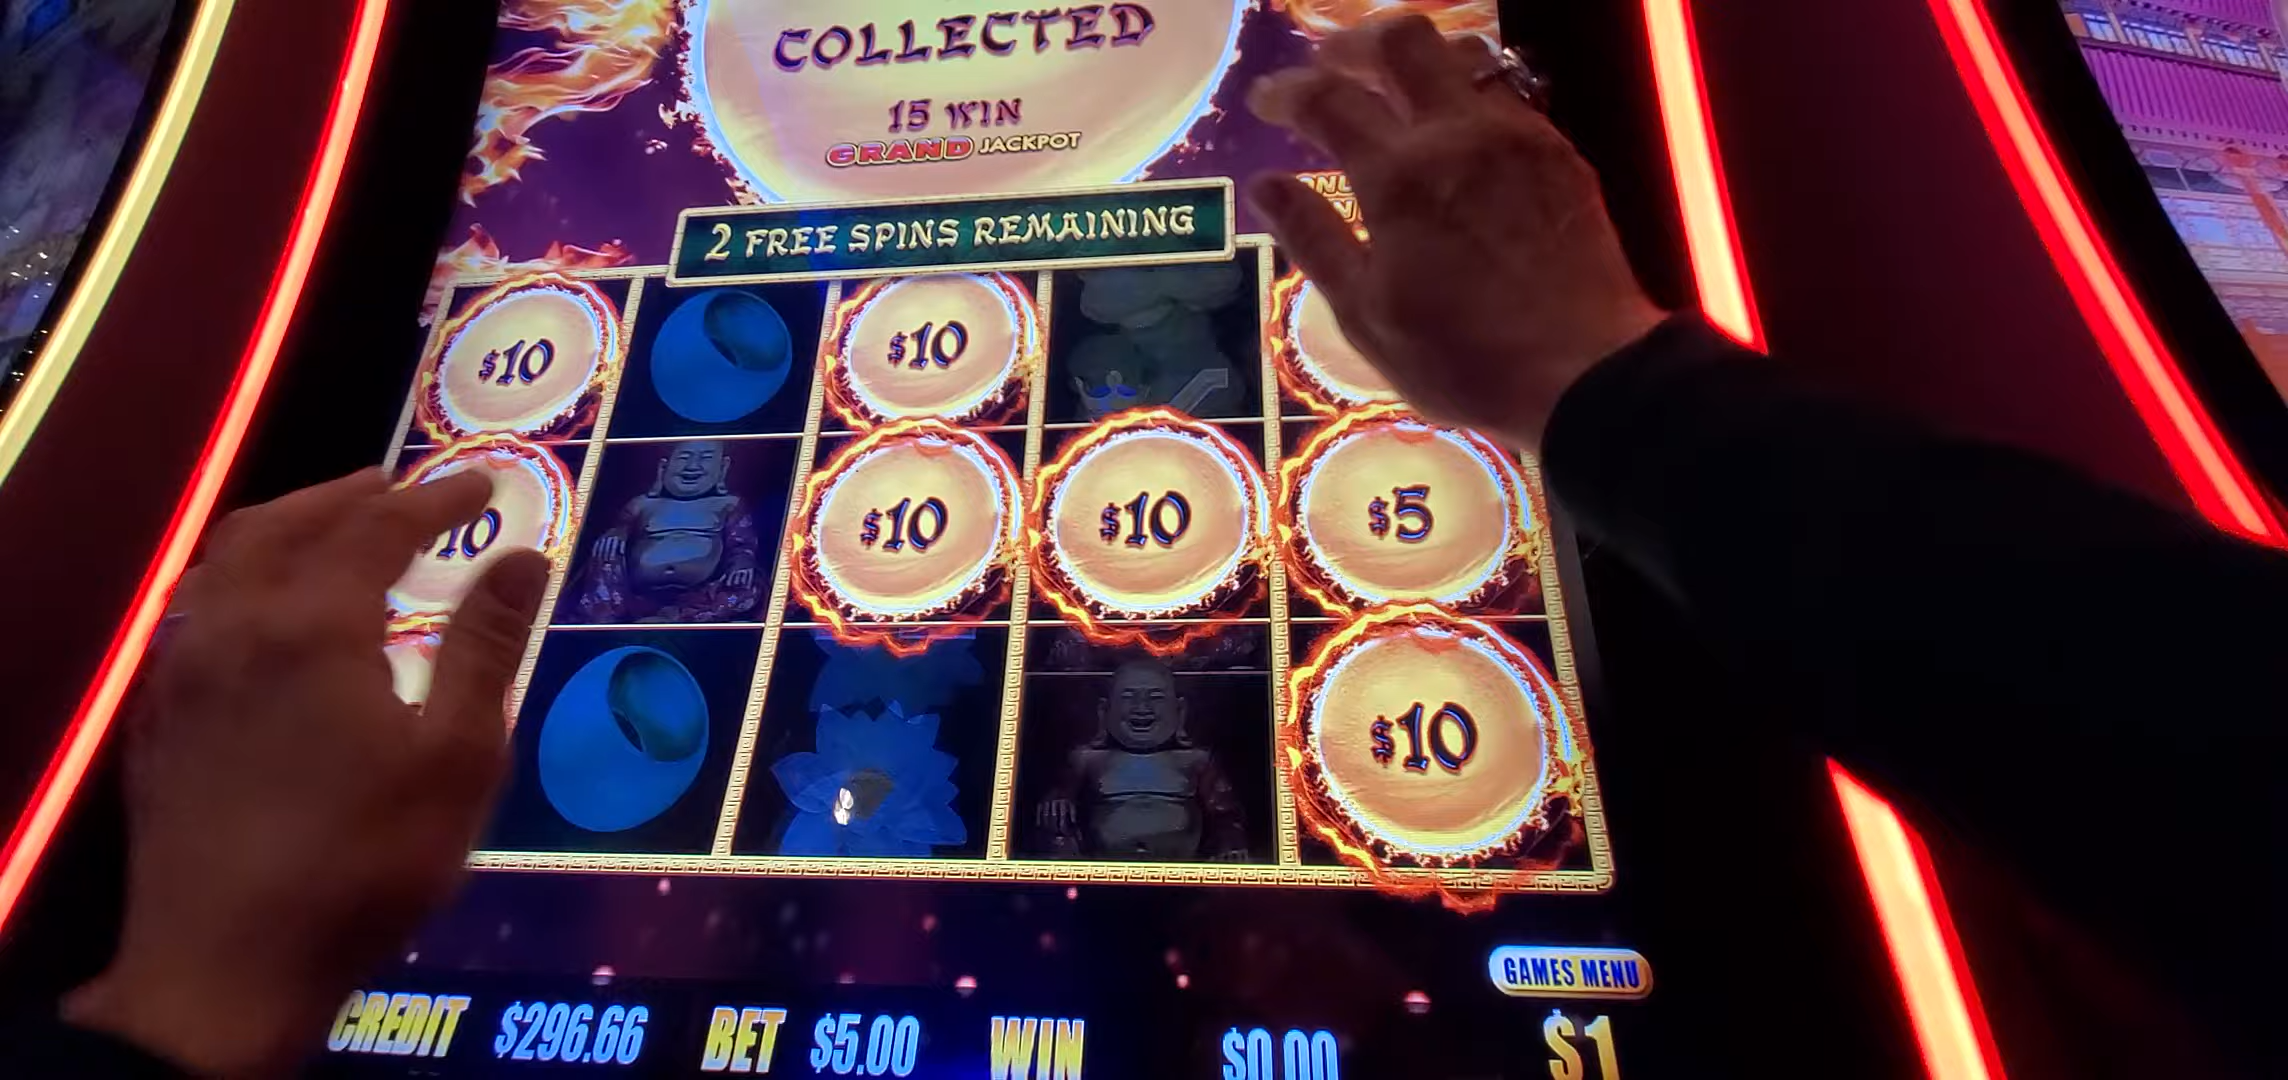 COLLECTED
15 WIN
GRAND JACKPOT
2 FREE SPINS REMAINING
$10
$10
10
$10
$10
$5
$10
GAMES MENU
CREDIT $296.66 BET $5.00 WIN $0.00 $1